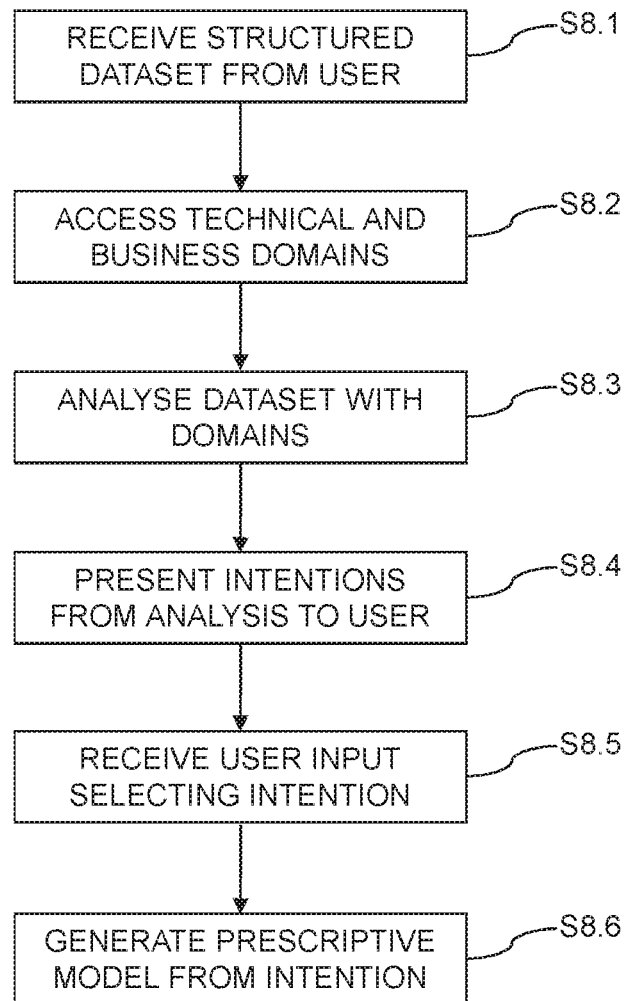 RECEIVE STRUCTURED
DATASET FROM USER
S8.1
ACCESS TECHNICAL AND
BUSINESS DOMAINS
S8.2
ANALYSE DATASET WITH
DOMAINS
S8.3
PRESENT INTENTIONS
FROM ANALYSIS TO USER
S8.4
RECEIVE USER INPUT
SELECTING INTENTION
S8.5
GENERATE PRESCRIPTIVE
MODEL FROM INTENTION
S8.6